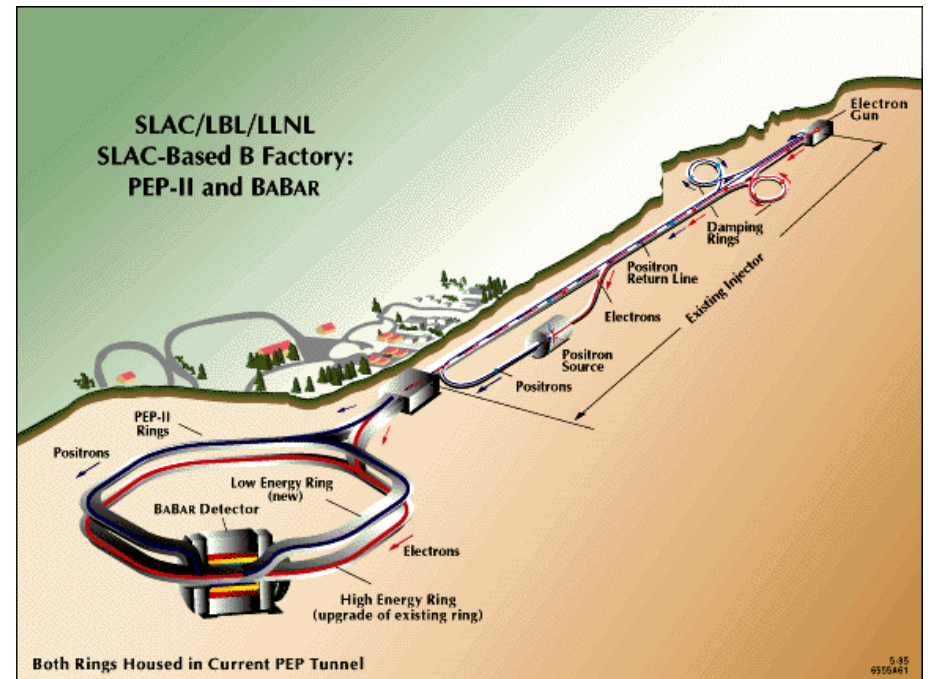 SLAC/LBL/LLNL
SLAC-Based B Factory:
PEP-II and BABAR
Electron
Gun
Damping
Rings
Positron
Return Line
Existing Injector
Electrons
Positron
Source
Positrons
PEP-II
Rings
Positrons
Low Energy Ring
(new)
BABAR Detector
Electrons
High Energy Ring
(upgrade of existing ring)
Both Rings Housed in Current PEP Tunnel
5-95
6955A61